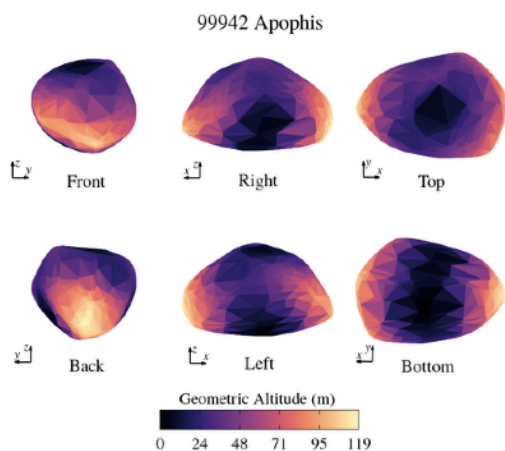 99942 Apophis
z
y
Front
x z
Right
y
x
Top
y z
Back
z
x
Left
x y
Bottom
Geometric Altitude (m)
0 24 48 71 95 119